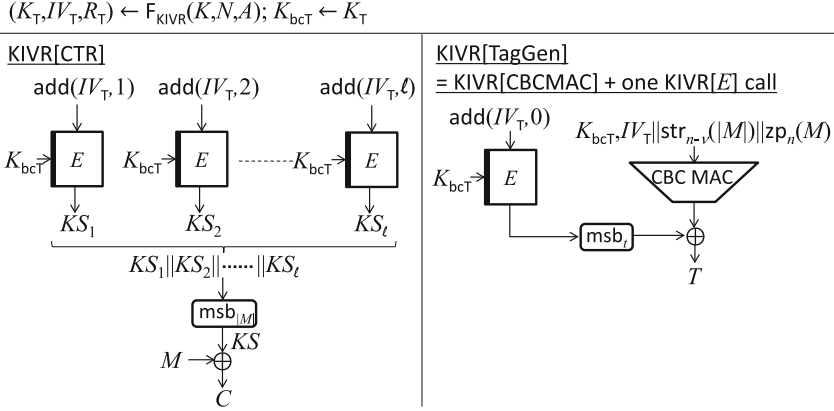 (K_T,IV_T,R_T) ← F_KIVR(K,N,A); K_bcT ← K_T
KIVR[CTR]
add(IV_T,1) add(IV_T,2) add(IV_T,ℓ)
K_bcT E K_bcT E K_bcT E
KS_1 KS_2 KS_ℓ
KS_1||KS_2||······||KS_ℓ
msb_|M|
KS
M
C
KIVR[TagGen]
= KIVR[CBCMAC] + one KIVR[E] call
add(IV_T,0)
K_bcT,IV_T||str_n-ν(|M|)||zp_n(M)
K_bcT E CBC MAC
msb_t
T